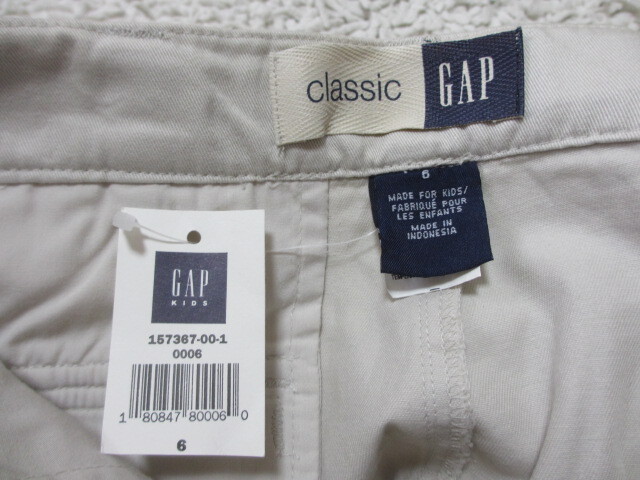 classic GAP
6
MADE FOR KIDS/
FABRIQUÉ POUR
LES ENFANTS
MADE IN
INDONESIA
GAP
KIDS
157367-00-1
0006
1 80847 80006 0
6